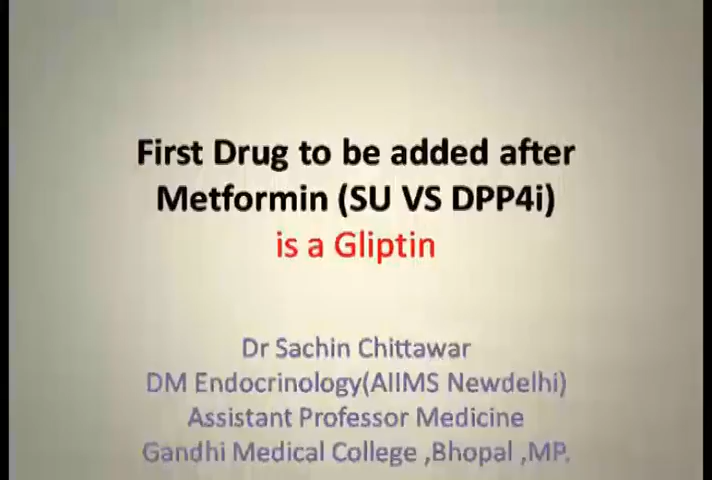 First Drug to be added after
Metformin (SU VS DPP4i)
is a Gliptin
Dr Sachin Chittawar
DM Endocrinology(AIIMS Newdelhi)
Assistant Professor Medicine
Gandhi Medical College ,Bhopal ,MP.